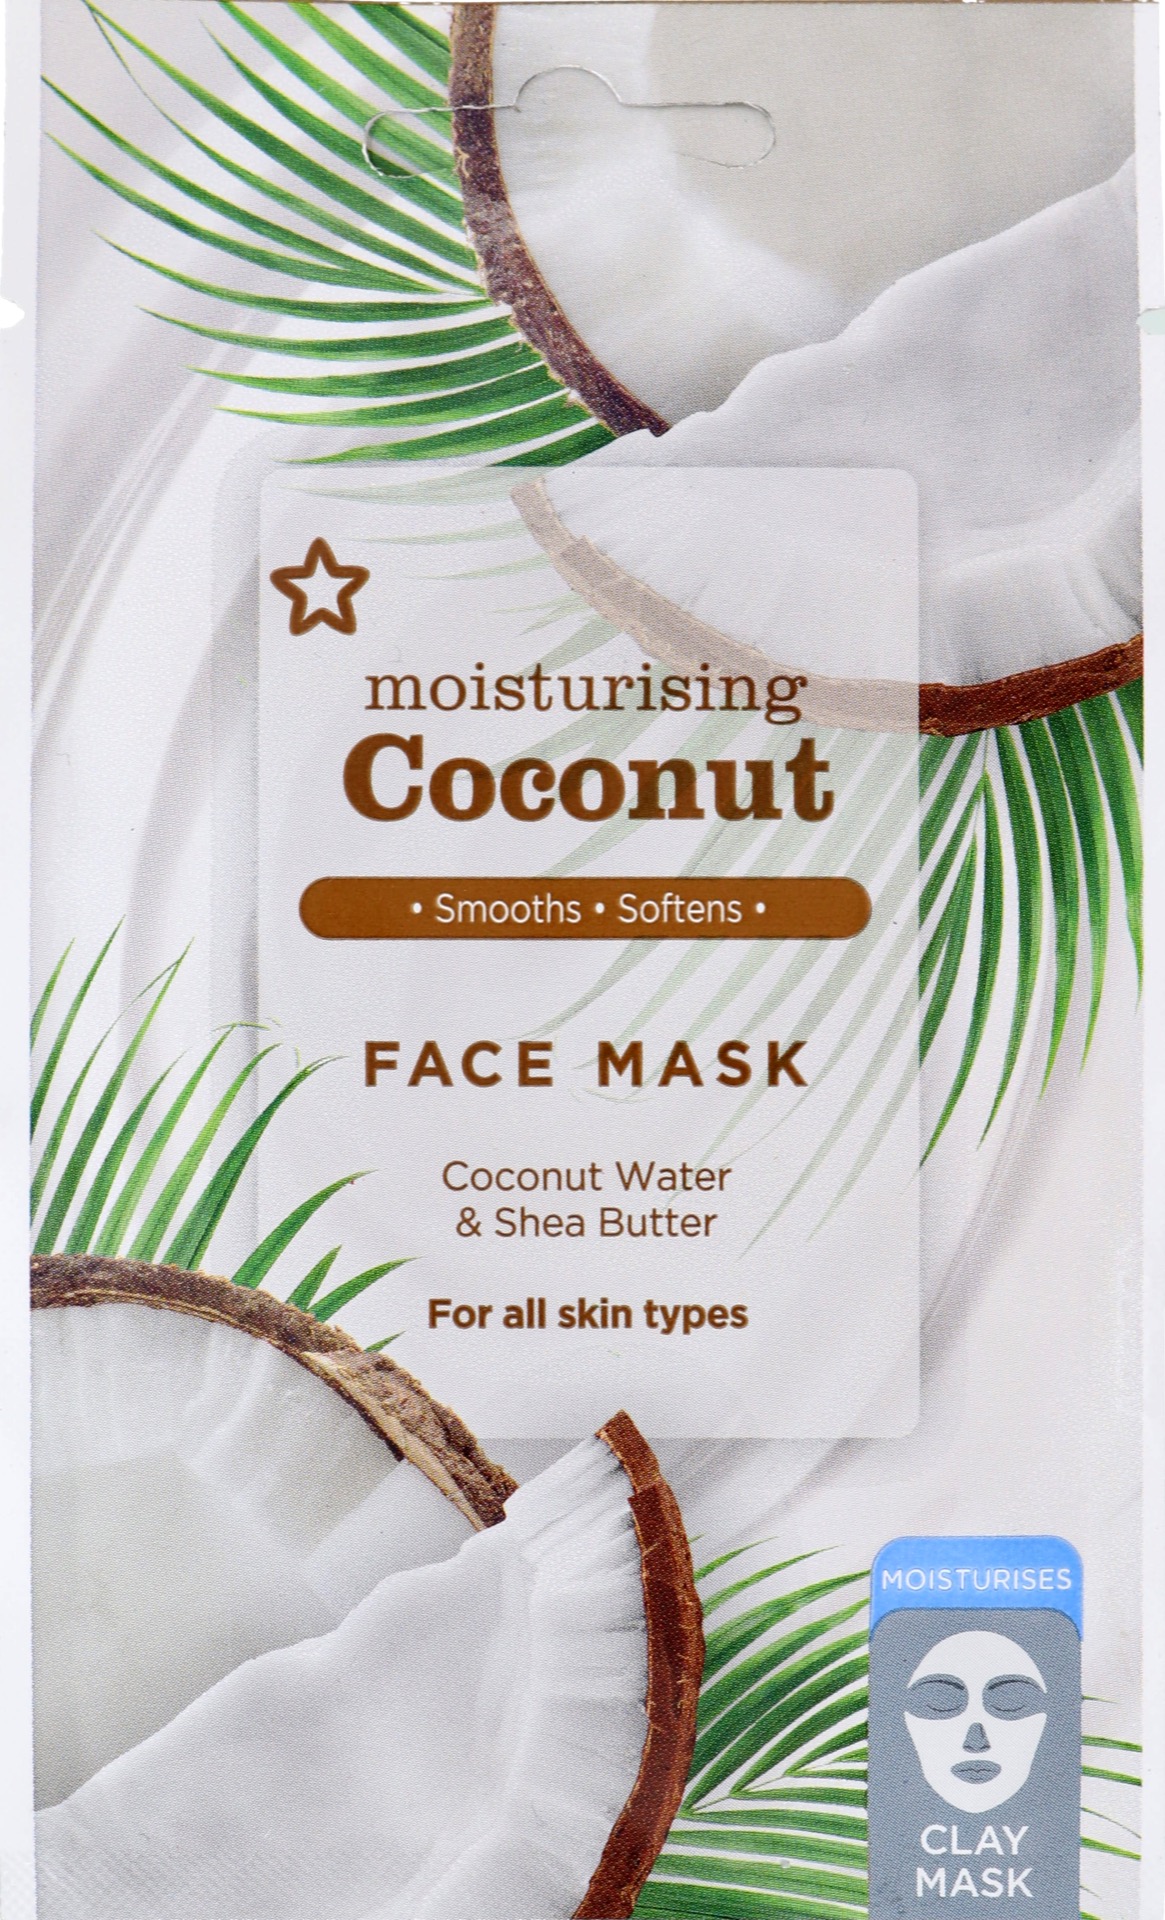 moisturising
Coconut
• Smooths • Softens •
FACE MASK
Coconut Water
& Shea Butter
For all skin types
MOISTURISES
CLAY
MASK